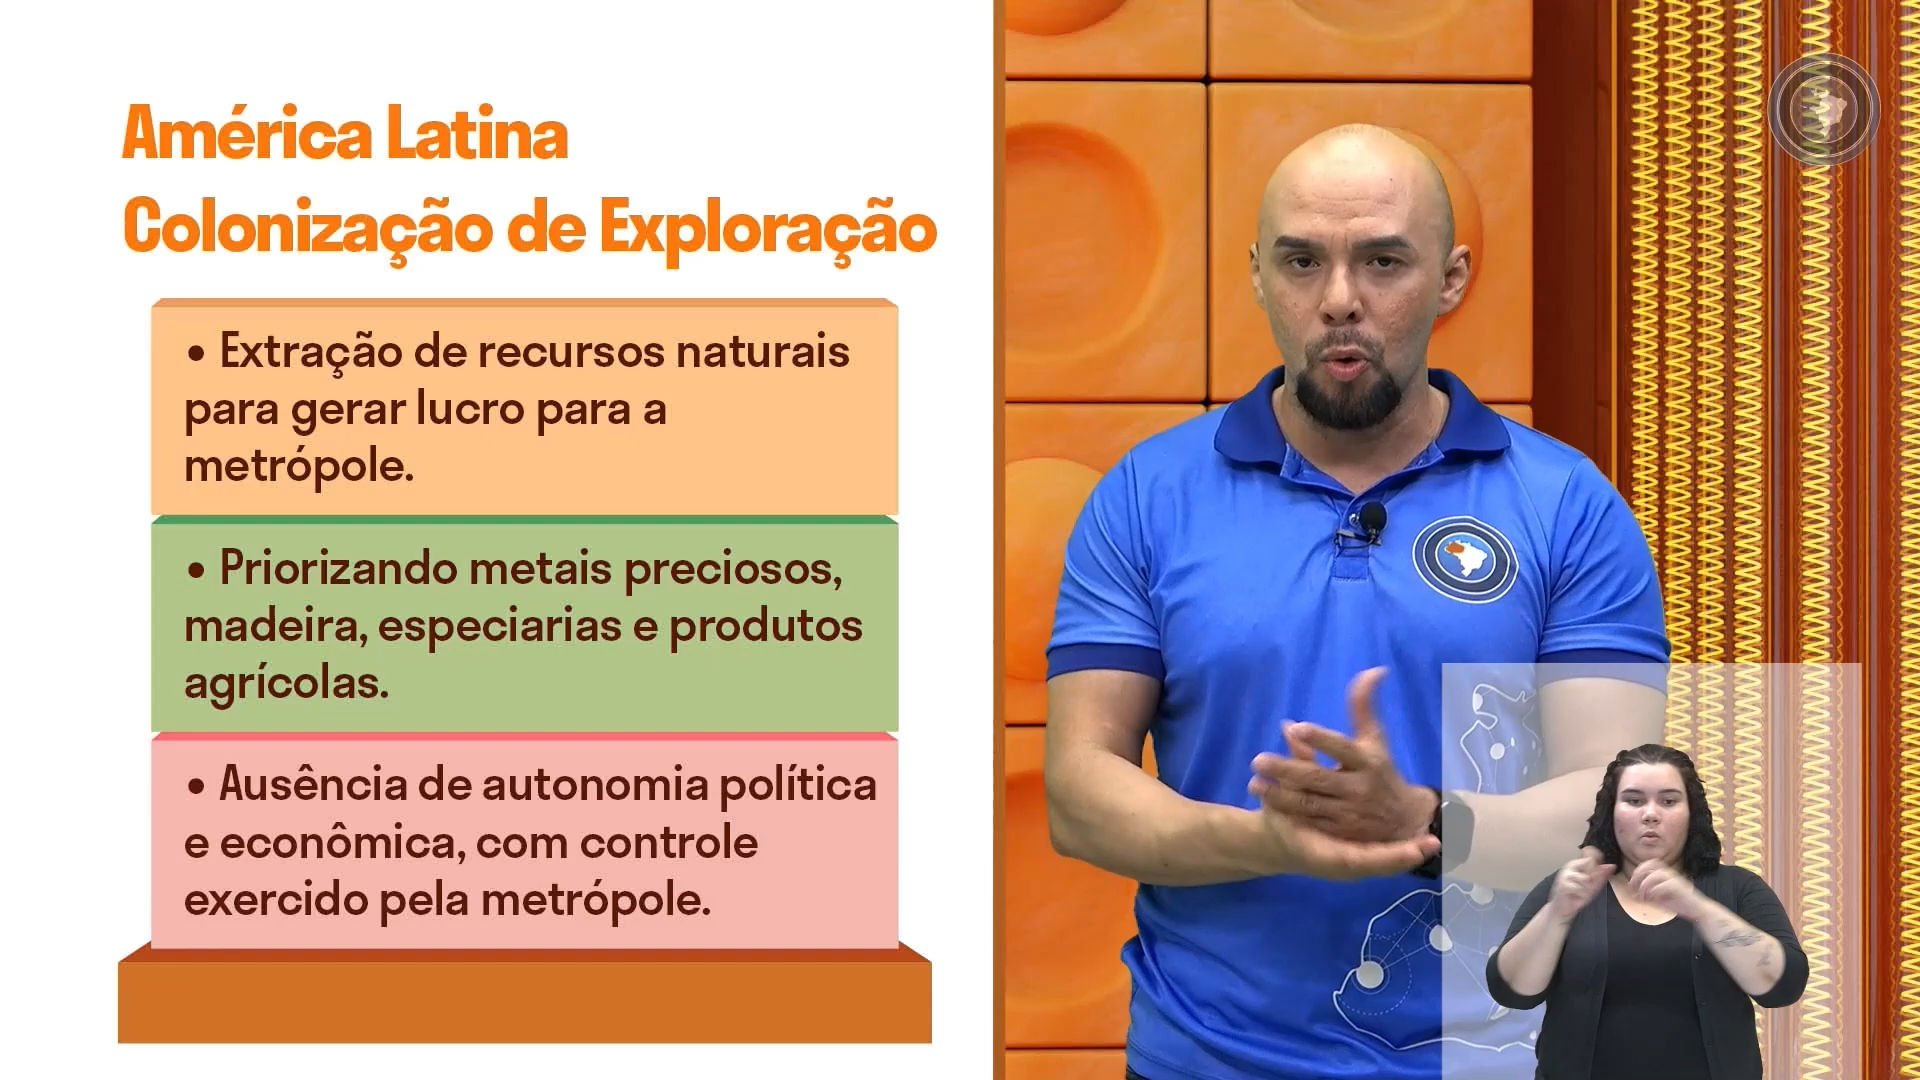 América Latina
Colonização de Exploração
• Extração de recursos naturais
para gerar lucro para a
metrópole.
• Priorizando metais preciosos,
madeira, especiarias e produtos
agrícolas.
• Ausência de autonomia política
e econômica, com controle
exercido pela metrópole.